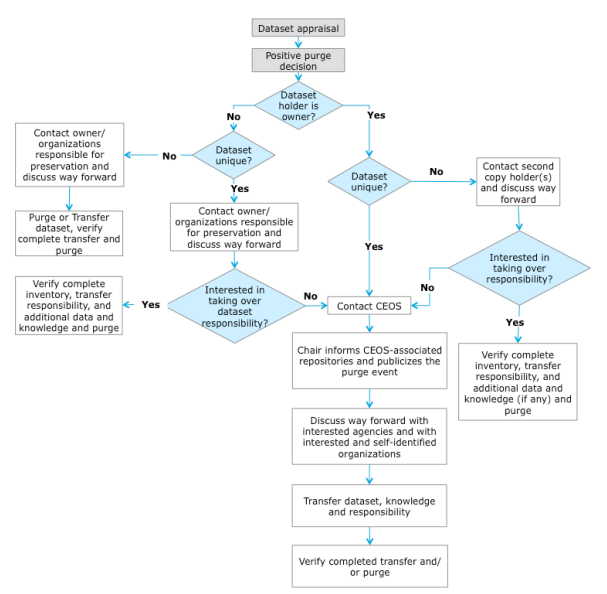 Dataset appraisal
Positive purge
decision
Dataset
holder is
owner?
No
Yes
Contact owner/
organizations
responsible for
preservation and
discuss way forward
No
Dataset
unique?
Yes
Dataset
unique?
No
Contact second
copy holder(s)
and discuss way
forward
Purge or Transfer
dataset, verify
complete transfer and
purge
Contact owner/
organizations responsible
for preservation and
discuss way forward
Yes
Interested in
taking over
responsibility?
Verify complete
inventory, transfer
responsibility, and
additional data and
knowledge and purge
Yes
Interested in
taking over
dataset
responsibility?
No
Contact CEOS
No
Yes
Chair informs CEOS-associated
repositories and publicizes the
purge event
Verify complete
inventory, transfer
responsibility, and
additional data and
knowledge (if any) and
purge
Discuss way forward with
interested agencies and with
interested and self-identified
organizations
Transfer dataset, knowledge
and responsibility
Verify completed transfer and/
or purge